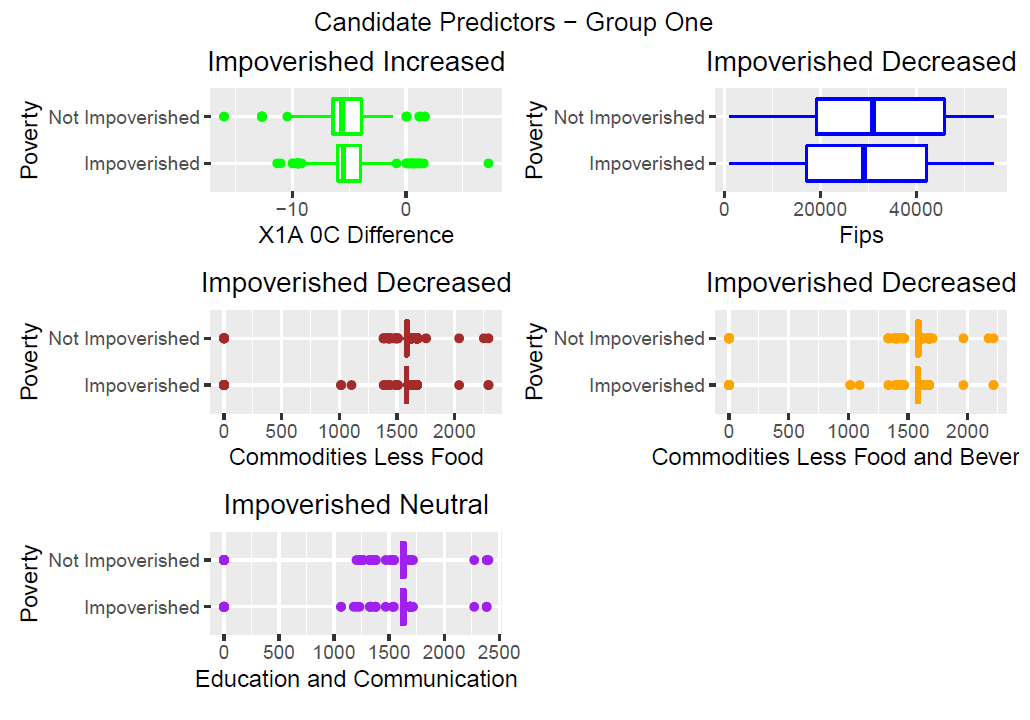 Candidate Predictors − Group One
Impoverished Increased
Poverty
Not Impoverished
Impoverished
−10 0
X1A 0C Difference
Impoverished Decreased
Poverty
Not Impoverished
Impoverished
0 20000 40000
Fips
Impoverished Decreased
Poverty
Not Impoverished
Impoverished
0 500 1000 1500 2000
Commodities Less Food
Impoverished Decreased
Poverty
Not Impoverished
Impoverished
0 500 1000 1500 2000
Commodities Less Food and Bever
Impoverished Neutral
Poverty
Not Impoverished
Impoverished
0 500 1000 1500 2000 2500
Education and Communication